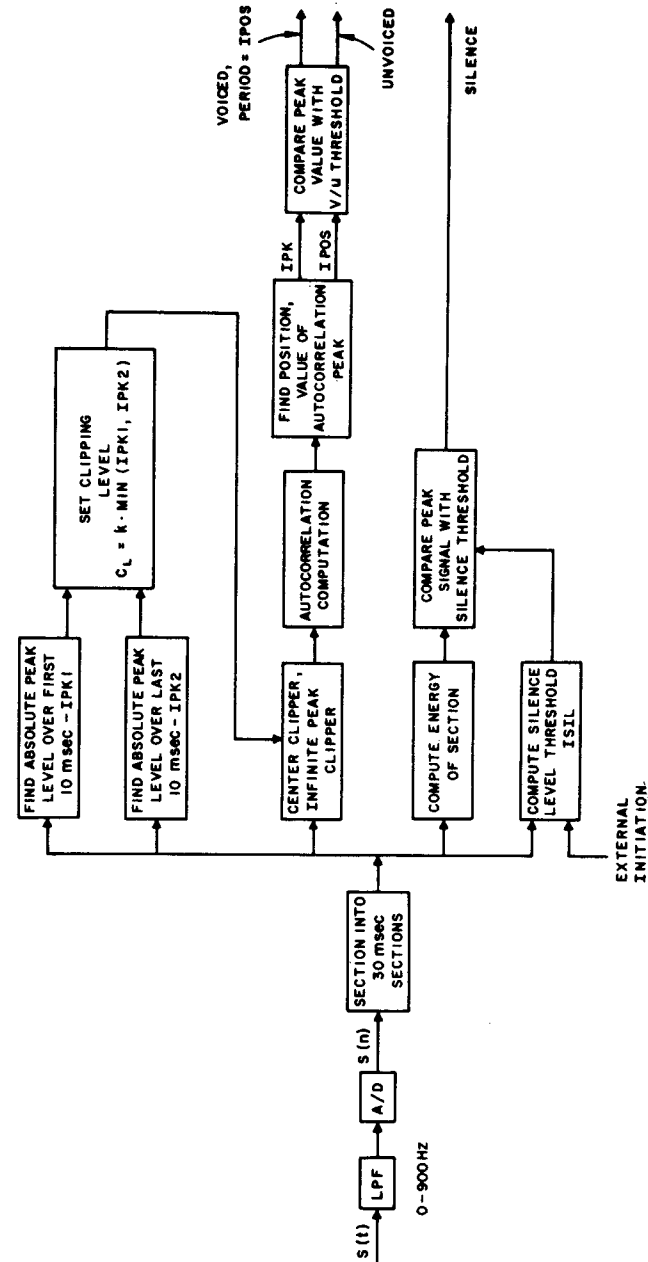 S(t)
LPF
0-900HZ
A/D
S(n)
SECTION INTO
30 msec
SECTIONS
FIND ABSOLUTE PEAK
LEVEL OVER FIRST
10 msec-IPK1
FIND ABSOLUTE PEAK
LEVEL OVER LAST
10 msec-IPK2
SET CLIPPING
LEVEL
CL = k·MIN (IPK1, IPK2)
CENTER CLIPPER,
INFINITE PEAK
CLIPPER
AUTOCORRELATION
COMPUTATION
FIND POSITION,
VALUE OF
AUTOCORRELATION
PEAK
IPK
IPOS
COMPARE PEAK
VALUE WITH
V/u THRESHOLD
VOICED,
PERIOD = IPOS
UNVOICED
COMPUTE ENERGY
OF SECTION
COMPARE PEAK
SIGNAL WITH
SILENCE THRESHOLD
SILENCE
COMPUTE SILENCE
LEVEL THRESHOLD
ISIL
EXTERNAL
INITIATION